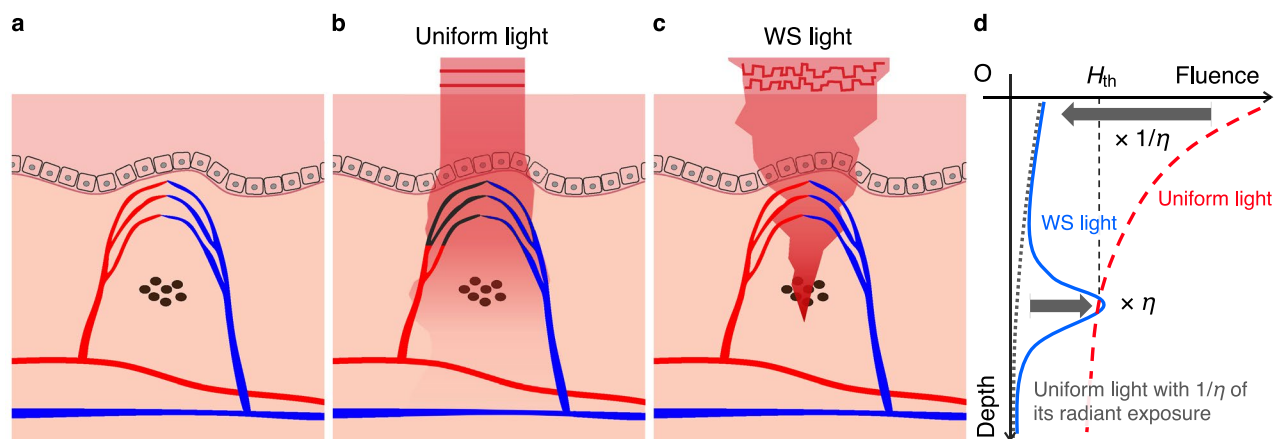 a
b
Uniform light
c
WS light
d
O
H_th
Fluence
× 1/η
Uniform light
WS light
× η
Uniform light with 1/η of
its radiant exposure
Depth